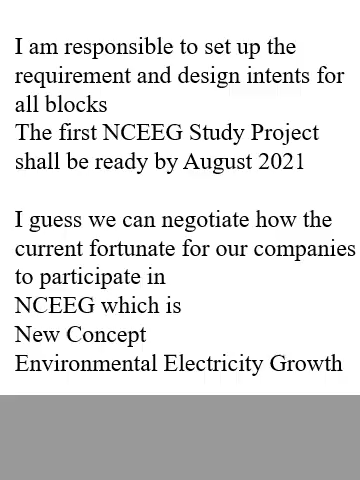 I am responsible to set up the
requirement and design intents for
all blocks
The first NCEEG Study Project
shall be ready by August 2021
I guess we can negotiate how the
current fortunate for our companies
to participate in
NCEEG which is
New Concept
Environmental Electricity Growth